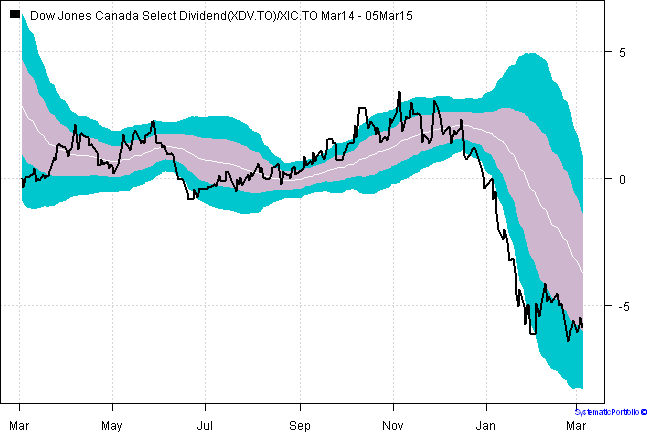 Dow Jones Canada Select Dividend(XDV.TO)/XIC.TO Mar14 - 05Mar15
5
0
-5
SystematicPortfolio ©
Mar May Jul Sep Nov Jan Mar